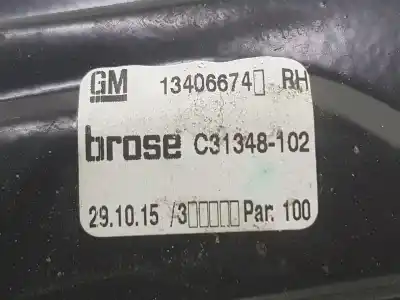 GM 13406674▯ RH
brose C31348-102
29.10.15 /3▯▯▯▯▯ Par. 100